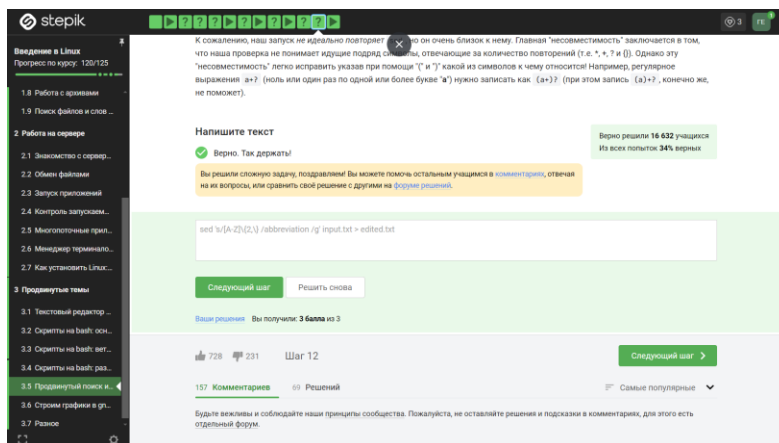 stepik
3
ГЕ
Введение в Linux
Прогресс по курсу: 120/125
1.8 Работа с архивами
1.9 Поиск файлов и слов ...
2 Работа на сервере
2.1 Знакомство с сервер...
2.2 Обмен файлами
2.3 Запуск приложений
2.4 Контроль запускаем...
2.5 Многопоточные прил...
2.6 Менеджер терминало...
2.7 Как установить Linux:...
3 Продвинутые темы
3.1 Текстовый редактор ...
3.2 Скрипты на bash: осн...
3.3 Скрипты на bash: вет...
3.4 Скрипты на bash: раз...
3.5 Продвинутый поиск и...
3.6 Строим графики в gn...
3.7 Разное
К сожалению, наш запуск не идеально повторяет но он очень близок к нему. Главная "несовместимость" заключается в том,
что наша проверка не понимает идущие подряд символы, отвечающие за количество повторений (т.е. *, +, ? и {}). Однако эту
"несовместимость" легко исправить указав при помощи "(" и ")" какой из символов к чему относится! Например, регулярное
выражения a+? (ноль или один раз по одной или более букве "a") нужно записать как (a+)? (при этом запись (a)+? , конечно же,
не поможет).
Напишите текст
Верно. Так держать!
Верно решили 16 632 учащихся
Из всех попыток 34% верных
Вы решили сложную задачу, поздравляем! Вы можете помочь остальным учащимся в комментариях, отвечая
на их вопросы, или сравнить своё решение с другими на форуме решений.
sed 's/[A-Z]\{2,\} /abbreviation /g' input.txt > edited.txt
Следующий шаг
Решить снова
Ваши решения Вы получили: 3 балла из 3
728 231 Шаг 12
Следующий шаг
157 Комментариев 69 Решений
Самые популярные
Будьте вежливы и соблюдайте наши принципы сообщества. Пожалуйста, не оставляйте решения и подсказки в комментариях, для этого есть
отдельный форум.